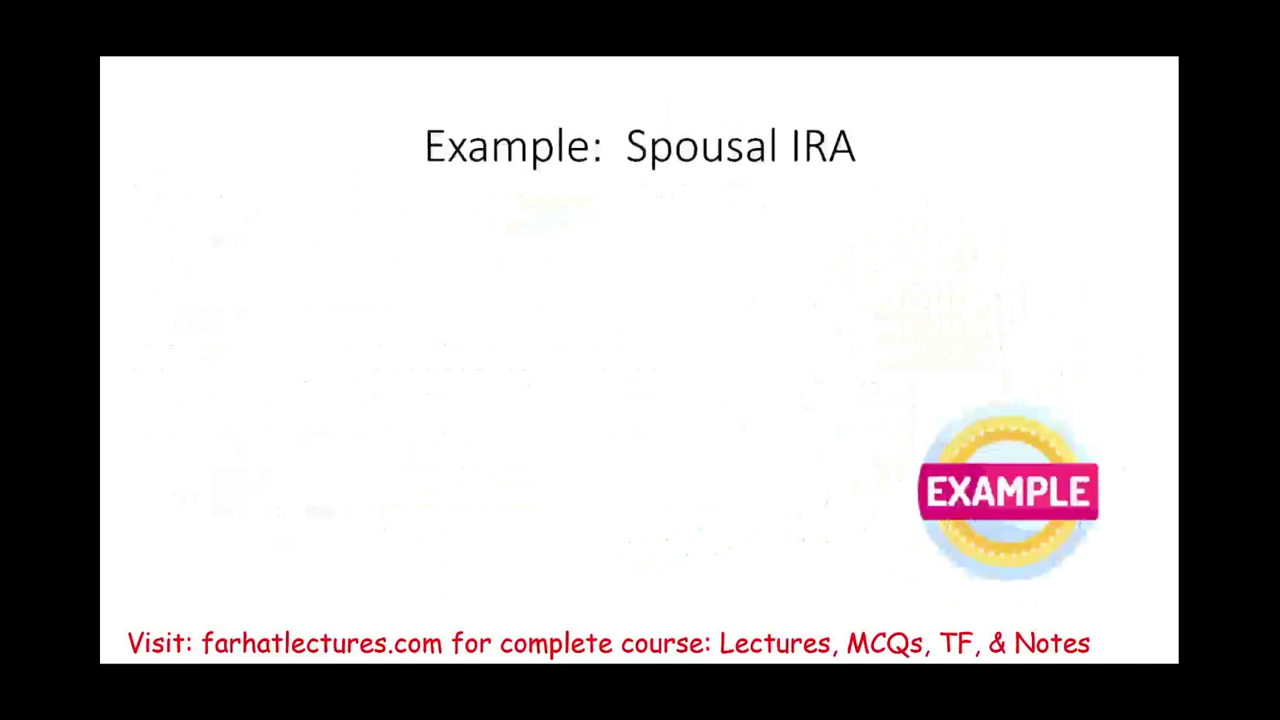 Example: Spousal IRA
EXAMPLE
Visit: farhatlectures.com for complete course: Lectures, MCQs, TF, & Notes